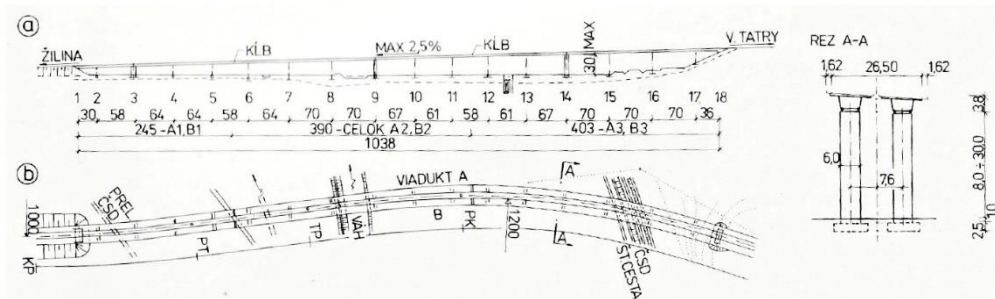 a
ŽILINA
KĹB
MAX 2,5%
KĹB
30 MAX
V. TATRY
1 2 3 4 5 6 7 8 9 10 11 12 13 14 15 16 17 18
30 58 64 64 58 64 64 70 70 67 61 58 61 67 70 70 70 36
245-A1,B1 390-CELOK A2,B2 403-A3,B3
1038
b
1000
KP
PREL.
ČSD
PT
TP
VÁH
VIADUKT A
B
PK
1200
A
A
ČSD
ŠT.CESTA
REZ A-A
1,62 26,50 1,62
6,0
7,6
3,8
8,0÷30,0
2,5
10